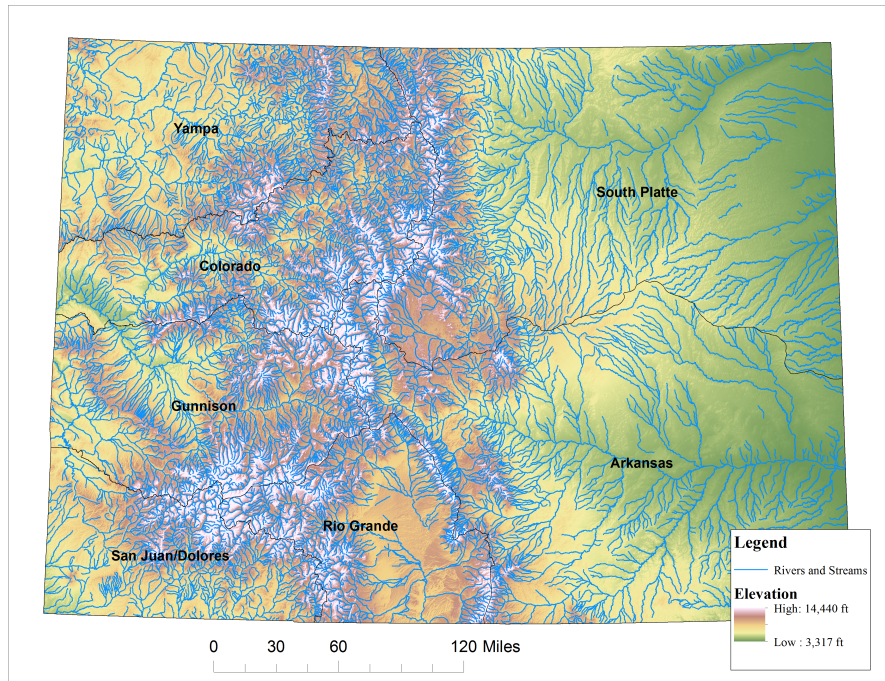 Yampa
South Platte
Colorado
Gunnison
Arkansas
Rio Grande
San Juan/Dolores
Legend
Rivers and Streams
Elevation
High: 14,440 ft
Low : 3,317 ft
0 30 60 120 Miles